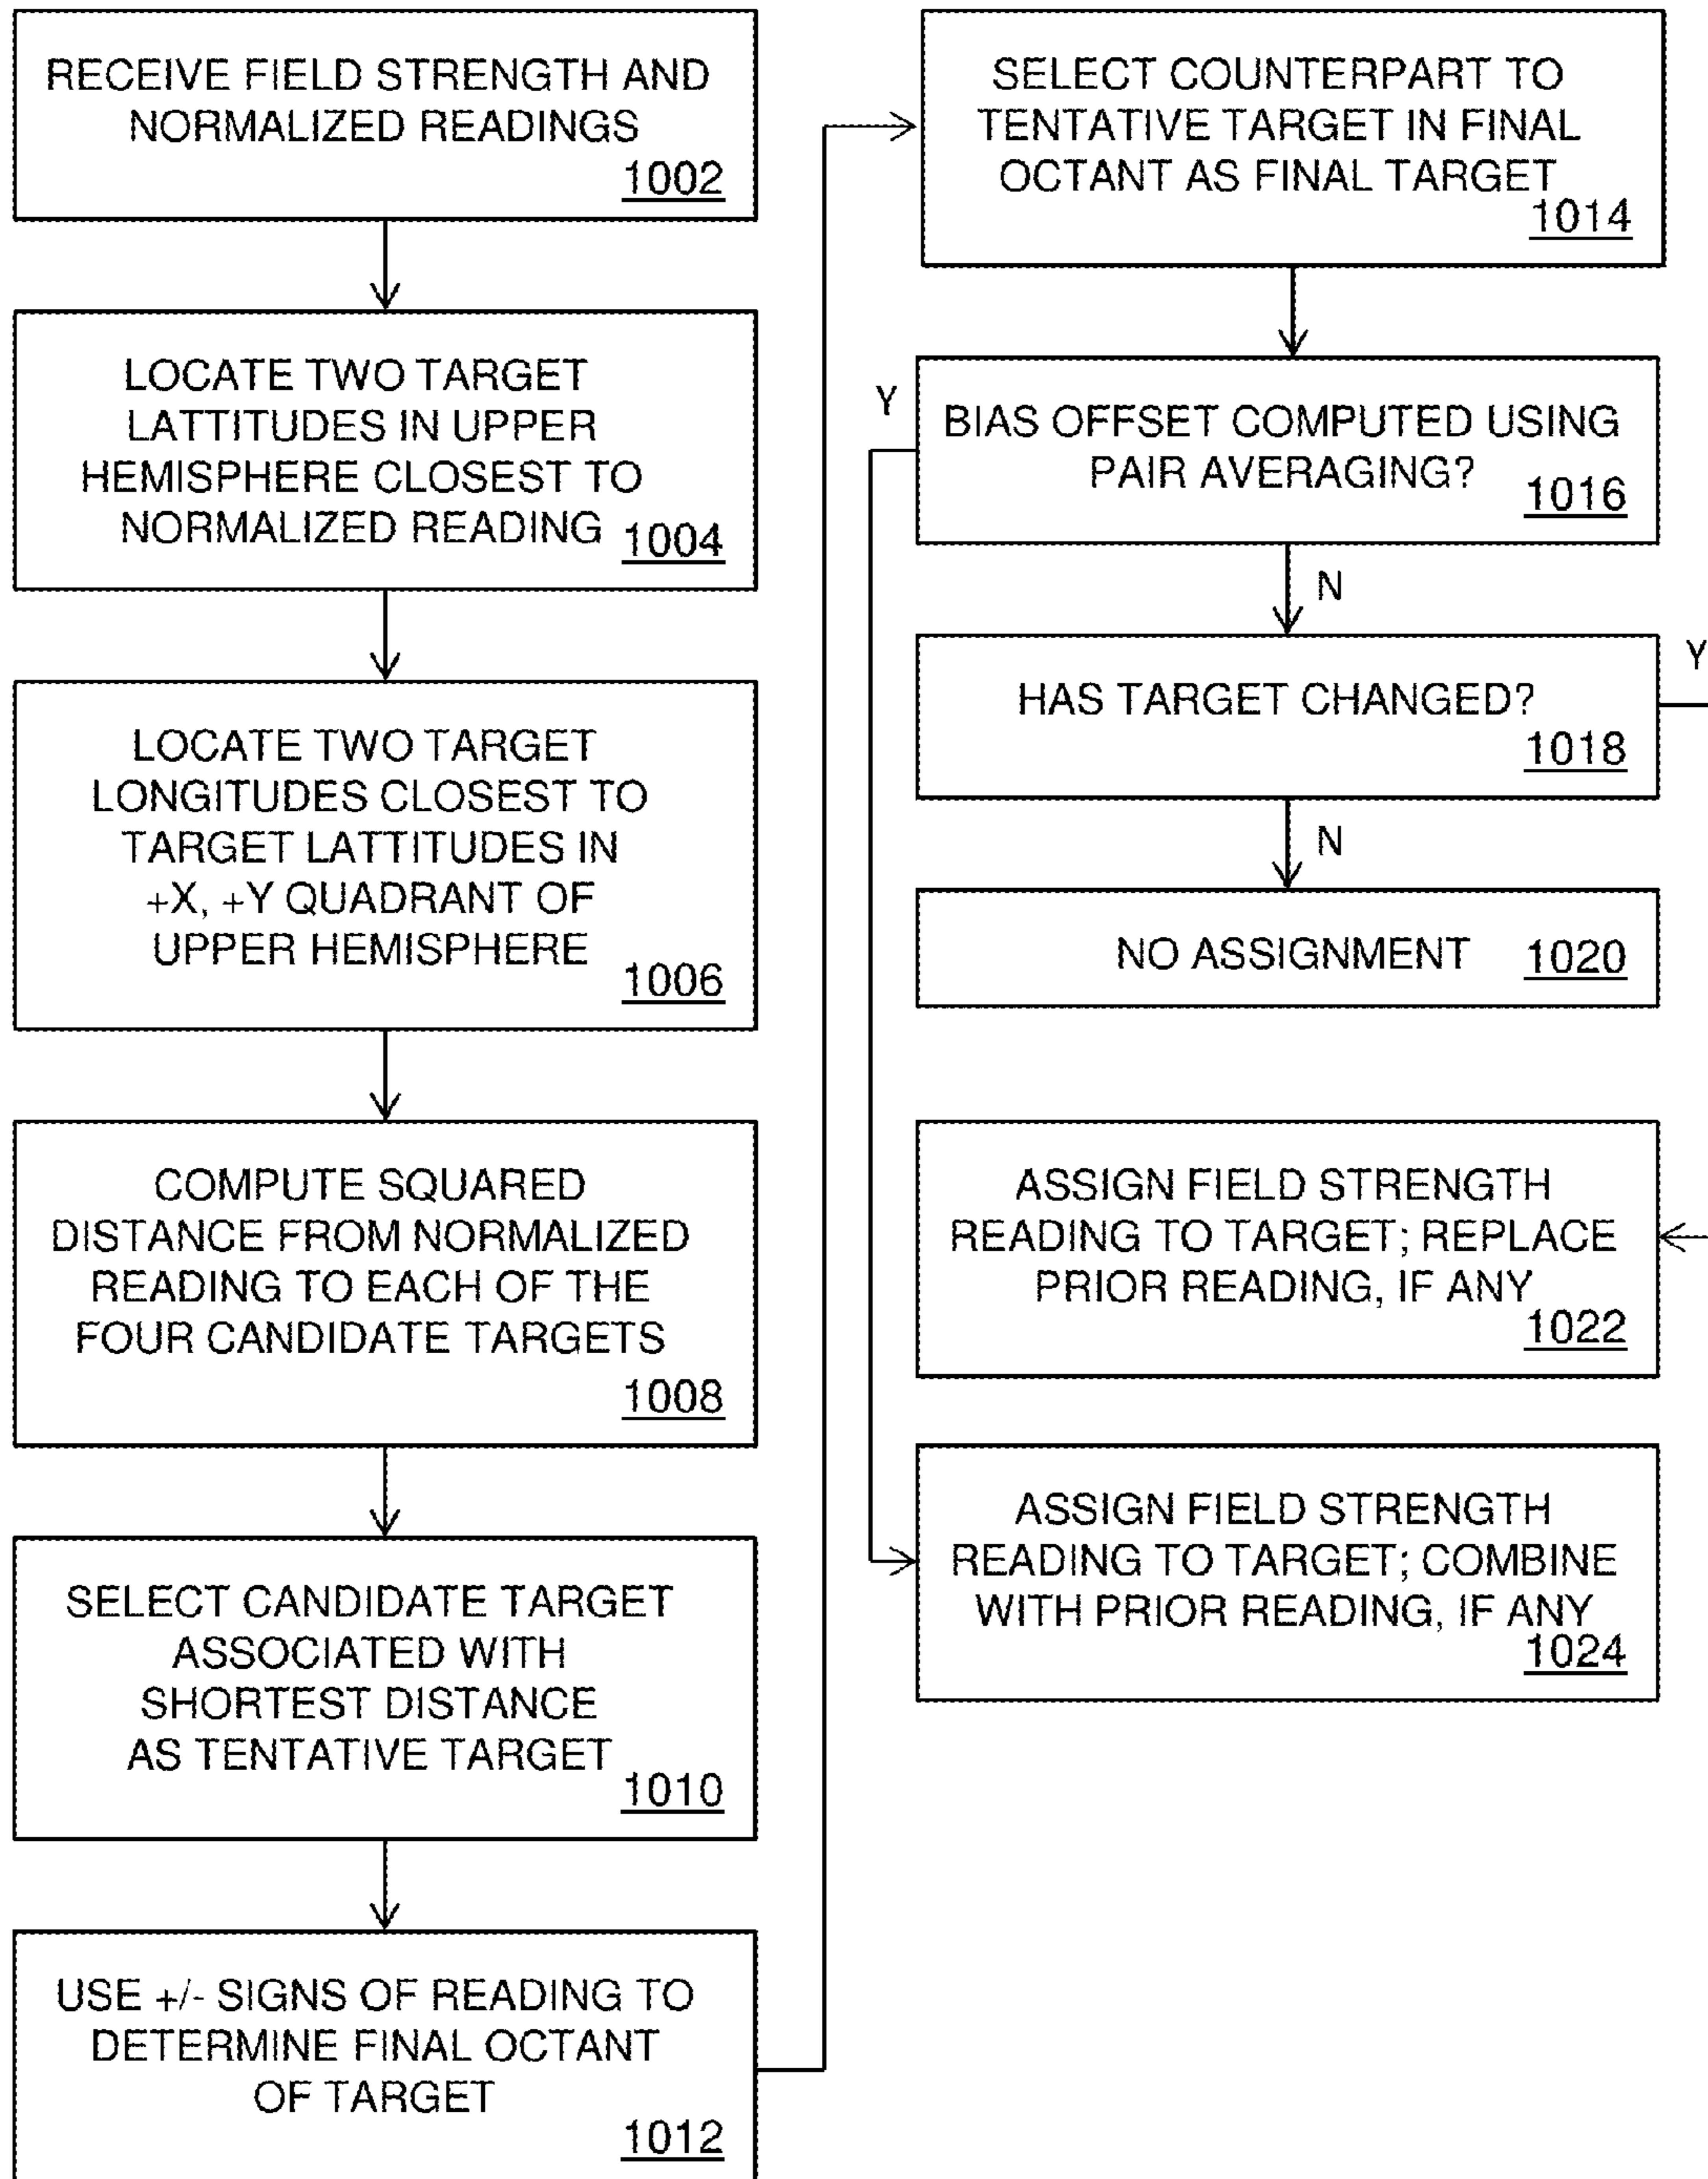 RECEIVE FIELD STRENGTH AND
NORMALIZED READINGS
1002
LOCATE TWO TARGET
LATTITUDES IN UPPER
HEMISPHERE CLOSEST TO
NORMALIZED READING
1004
LOCATE TWO TARGET
LONGITUDES CLOSEST TO
TARGET LATTITUDES IN
+X, +Y QUADRANT OF
UPPER HEMISPHERE
1006
COMPUTE SQUARED
DISTANCE FROM NORMALIZED
READING TO EACH OF THE
FOUR CANDIDATE TARGETS
1008
SELECT CANDIDATE TARGET
ASSOCIATED WITH
SHORTEST DISTANCE
AS TENTATIVE TARGET
1010
USE +/- SIGNS OF READING TO
DETERMINE FINAL OCTANT
OF TARGET
1012
SELECT COUNTERPART TO
TENTATIVE TARGET IN FINAL
OCTANT AS FINAL TARGET
1014
Y
BIAS OFFSET COMPUTED USING
PAIR AVERAGING?
1016
N
Y
HAS TARGET CHANGED?
1018
N
NO ASSIGNMENT 1020
ASSIGN FIELD STRENGTH
READING TO TARGET; REPLACE
PRIOR READING, IF ANY
1022
ASSIGN FIELD STRENGTH
READING TO TARGET; COMBINE
WITH PRIOR READING, IF ANY
1024